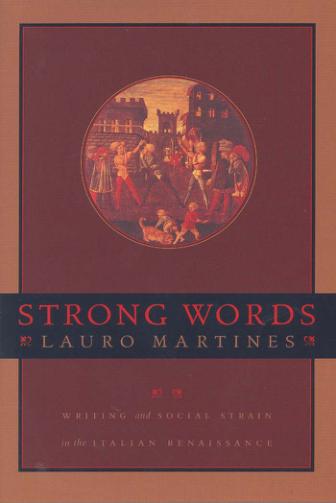 STRONG WORDS
LAURO MARTINES
WRITING and SOCIAL STRAIN
in the ITALIAN RENAISSANCE